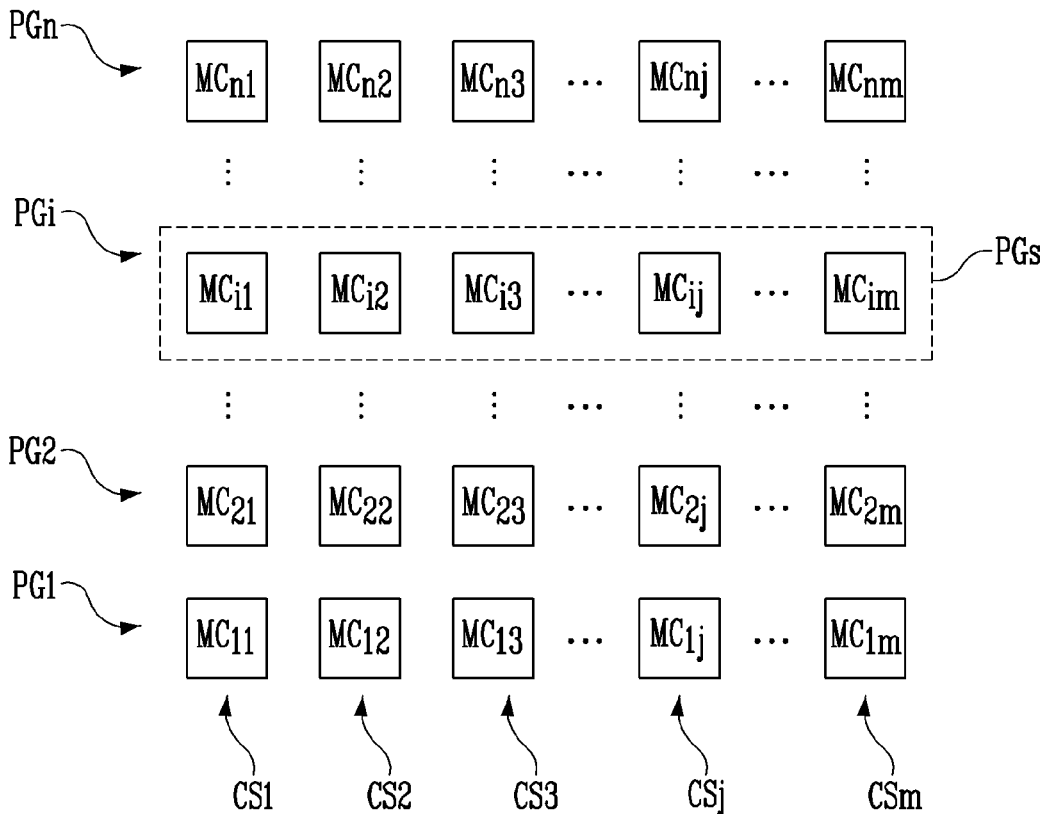 PGn
MCn1 MCn2 MCn3 ... MCnj ... MCnm
PGi
PGs
MCi1 MCi2 MCi3 ... MCij ... MCim
PG2
MC21 MC22 MC23 ... MC2j ... MC2m
PG1
MC11 MC12 MC13 ... MC1j ... MC1m
CS1 CS2 CS3 CSj CSm